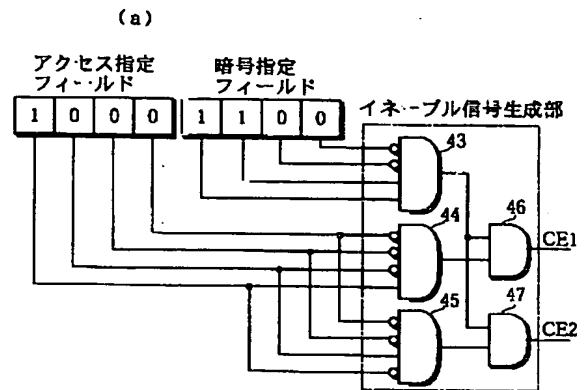 (a)
アクセス指定
フィールド
暗号指定
フィールド
1 0 0 0
1 1 0 0
イネーブル信号生成部
43
44
45
46
47
CE1
CE2